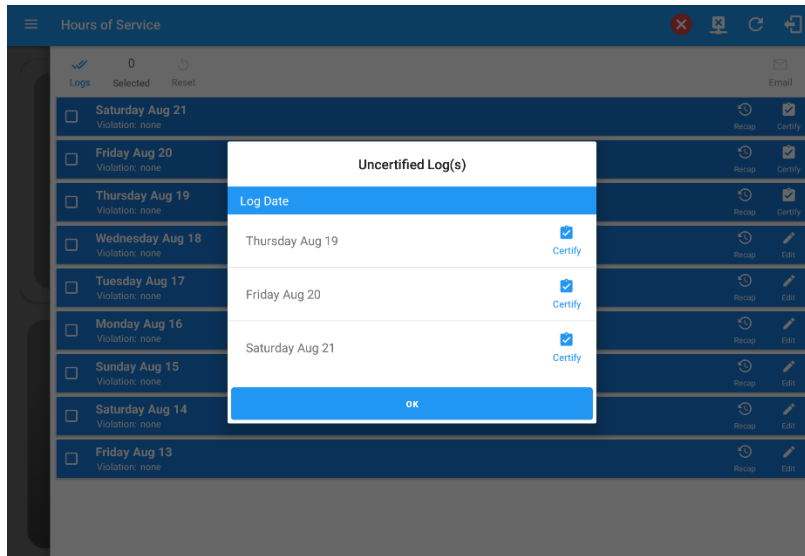 Hours of Service
Logs
0
Selected
Reset
Email
Saturday Aug 21
Violation: none
Recap
Certify
Friday Aug 20
Violation: none
Recap
Certify
Thursday Aug 19
Violation: none
Recap
Certify
Wednesday Aug 18
Violation: none
Recap
Edit
Tuesday Aug 17
Violation: none
Recap
Edit
Monday Aug 16
Violation: none
Recap
Edit
Sunday Aug 15
Violation: none
Recap
Edit
Saturday Aug 14
Violation: none
Recap
Edit
Friday Aug 13
Violation: none
Recap
Edit
Uncertified Log(s)
Log Date
Thursday Aug 19
Certify
Friday Aug 20
Certify
Saturday Aug 21
Certify
OK